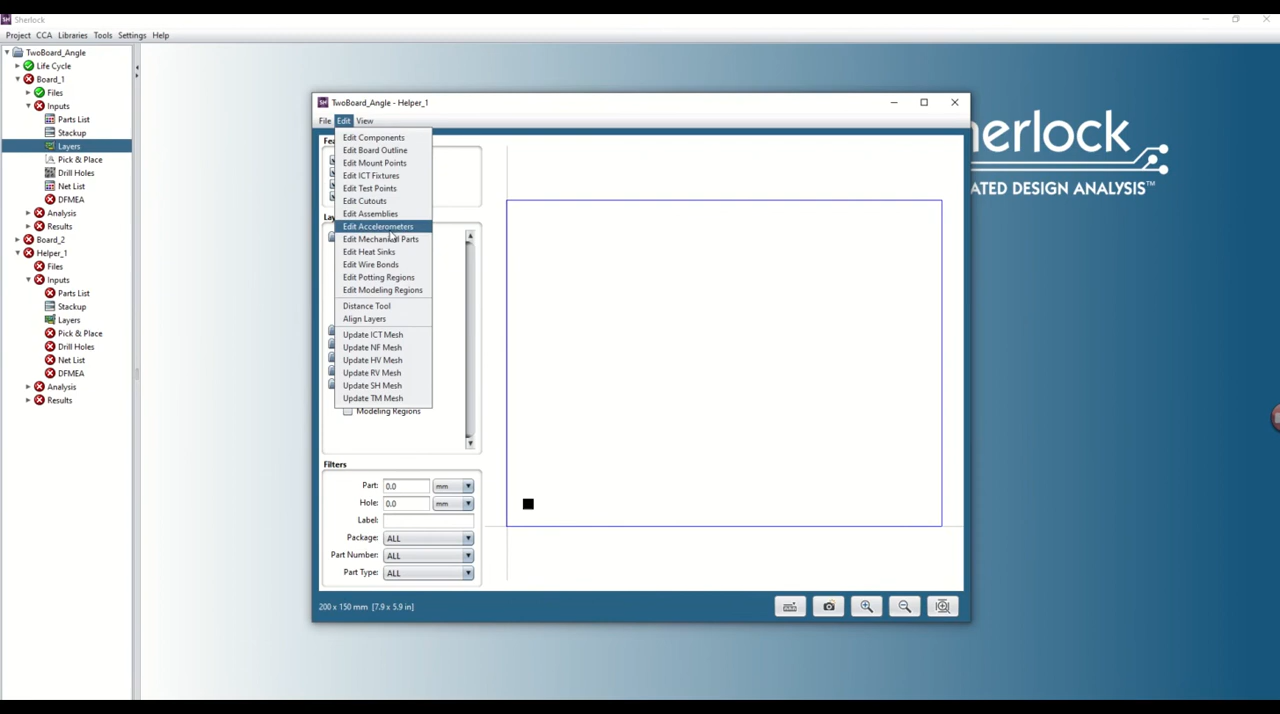 Sherlock
Project CCA Libraries Tools Settings Help
TwoBoard_Angle
Life Cycle
Board_1
Files
Inputs
Parts List
Stackup
Layers
Pick & Place
Drill Holes
Net List
DFMEA
Analysis
Results
Board_2
Helper_1
Files
Inputs
Parts List
Stackup
Layers
Pick & Place
Drill Holes
Net List
DFMEA
Analysis
Results
TwoBoard_Angle - Helper_1
File Edit View
Edit Components
Edit Board Outline
Edit Mount Points
Edit ICT Fixtures
Edit Test Points
Edit Cutouts
Edit Assemblies
Edit Accelerometers
Edit Mechanical Parts
Edit Heat Sinks
Edit Wire Bonds
Edit Potting Regions
Edit Modeling Regions
Distance Tool
Align Layers
Update ICT Mesh
Update NF Mesh
Update HV Mesh
Update RV Mesh
Update SH Mesh
Update TM Mesh
Modeling Regions
Filters
Part: 0.0 mm
Hole: 0.0 mm
Label:
Package: ALL
Part Number: ALL
Part Type: ALL
200 x 150 mm [7.9 x 5.9 in]
erlock
ATED DESIGN ANALYSIS™